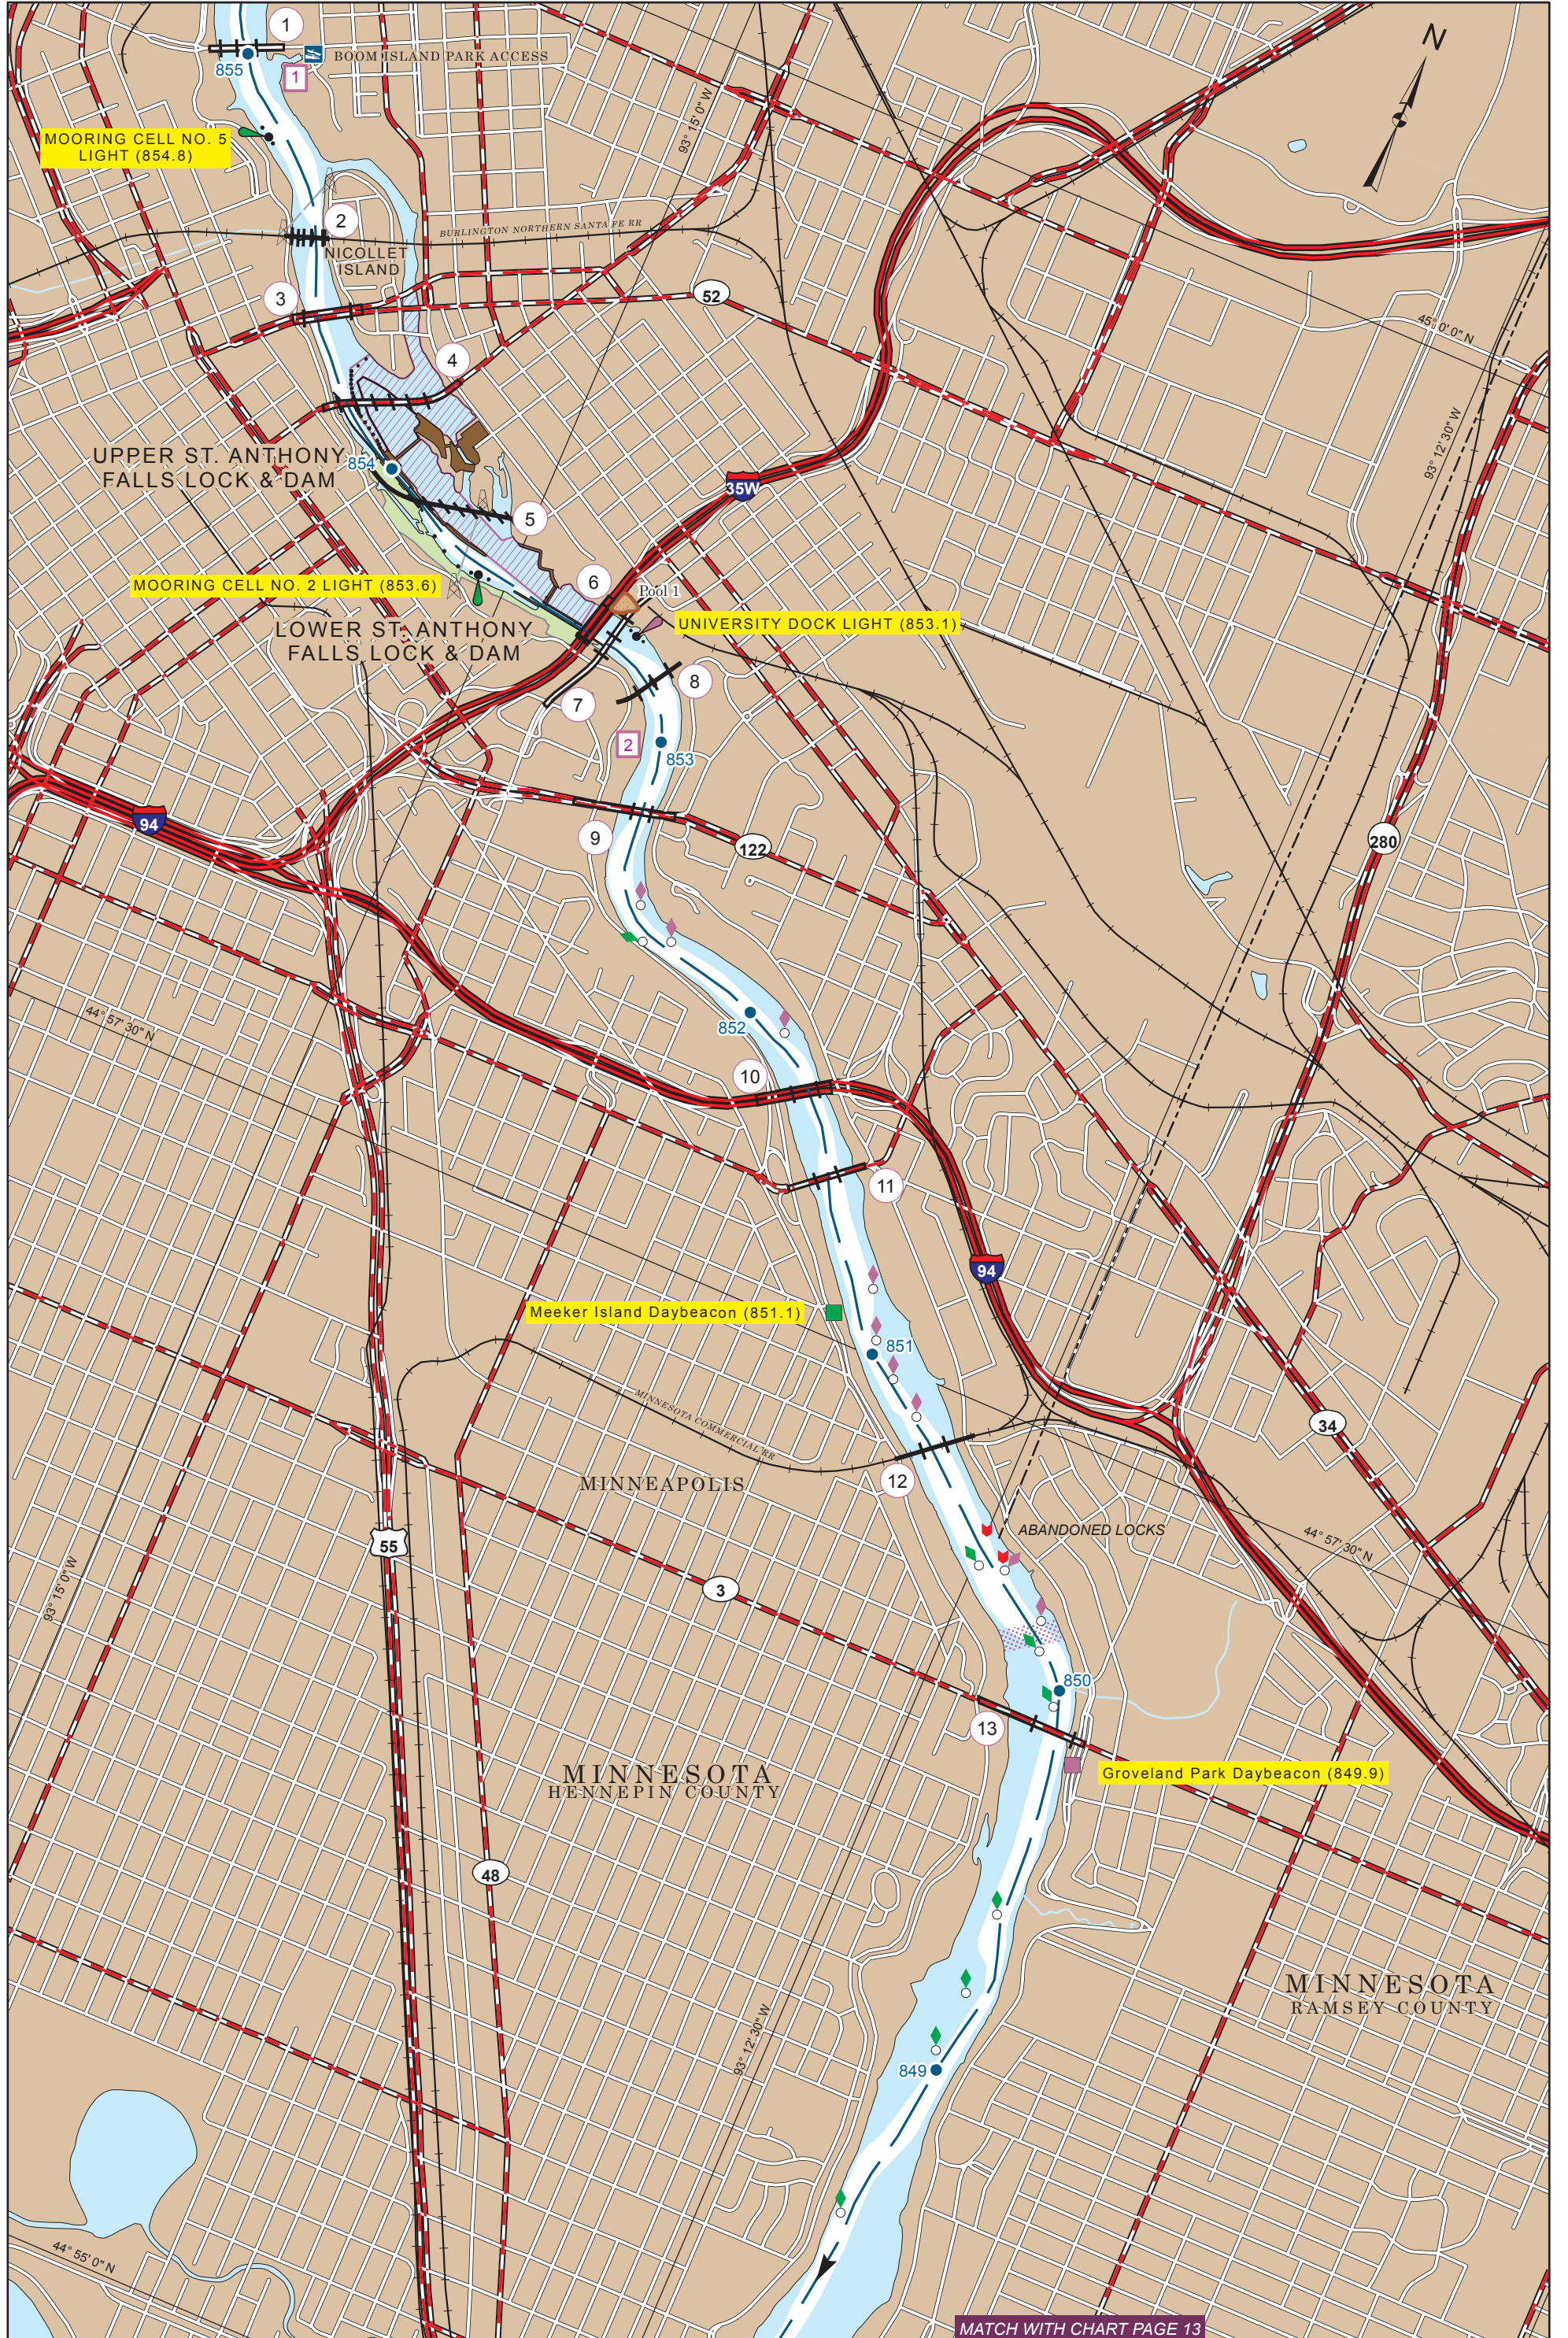 1
N
855
1
BOOM ISLAND PARK ACCESS
MOORING CELL NO. 5
LIGHT (854.8)
93° 15' 0" W
2
BURLINGTON NORTHERN SANTA FE RR
NICOLLET
ISLAND
3
52
45° 0' 0" N
4
93° 12' 30" W
UPPER ST. ANTHONY
FALLS LOCK & DAM
854
35W
5
MOORING CELL NO. 2 LIGHT (853.6)
6
Pool 1
UNIVERSITY DOCK LIGHT (853.1)
LOWER ST. ANTHONY
FALLS LOCK & DAM
7
8
2
853
94
9
122
280
44° 57' 30" N
852
10
11
94
Meeker Island Daybeacon (851.1)
851
MINNESOTA COMMERCIAL RR
34
MINNEAPOLIS
12
ABANDONED LOCKS
44° 57' 30" N
55
93° 15' 0" W
3
850
13
Groveland Park Daybeacon (849.9)
MINNESOTA
HENNEPIN COUNTY
48
MINNESOTA
RAMSEY COUNTY
93° 12' 30" W
849
44° 55' 0" N
MATCH WITH CHART PAGE 13